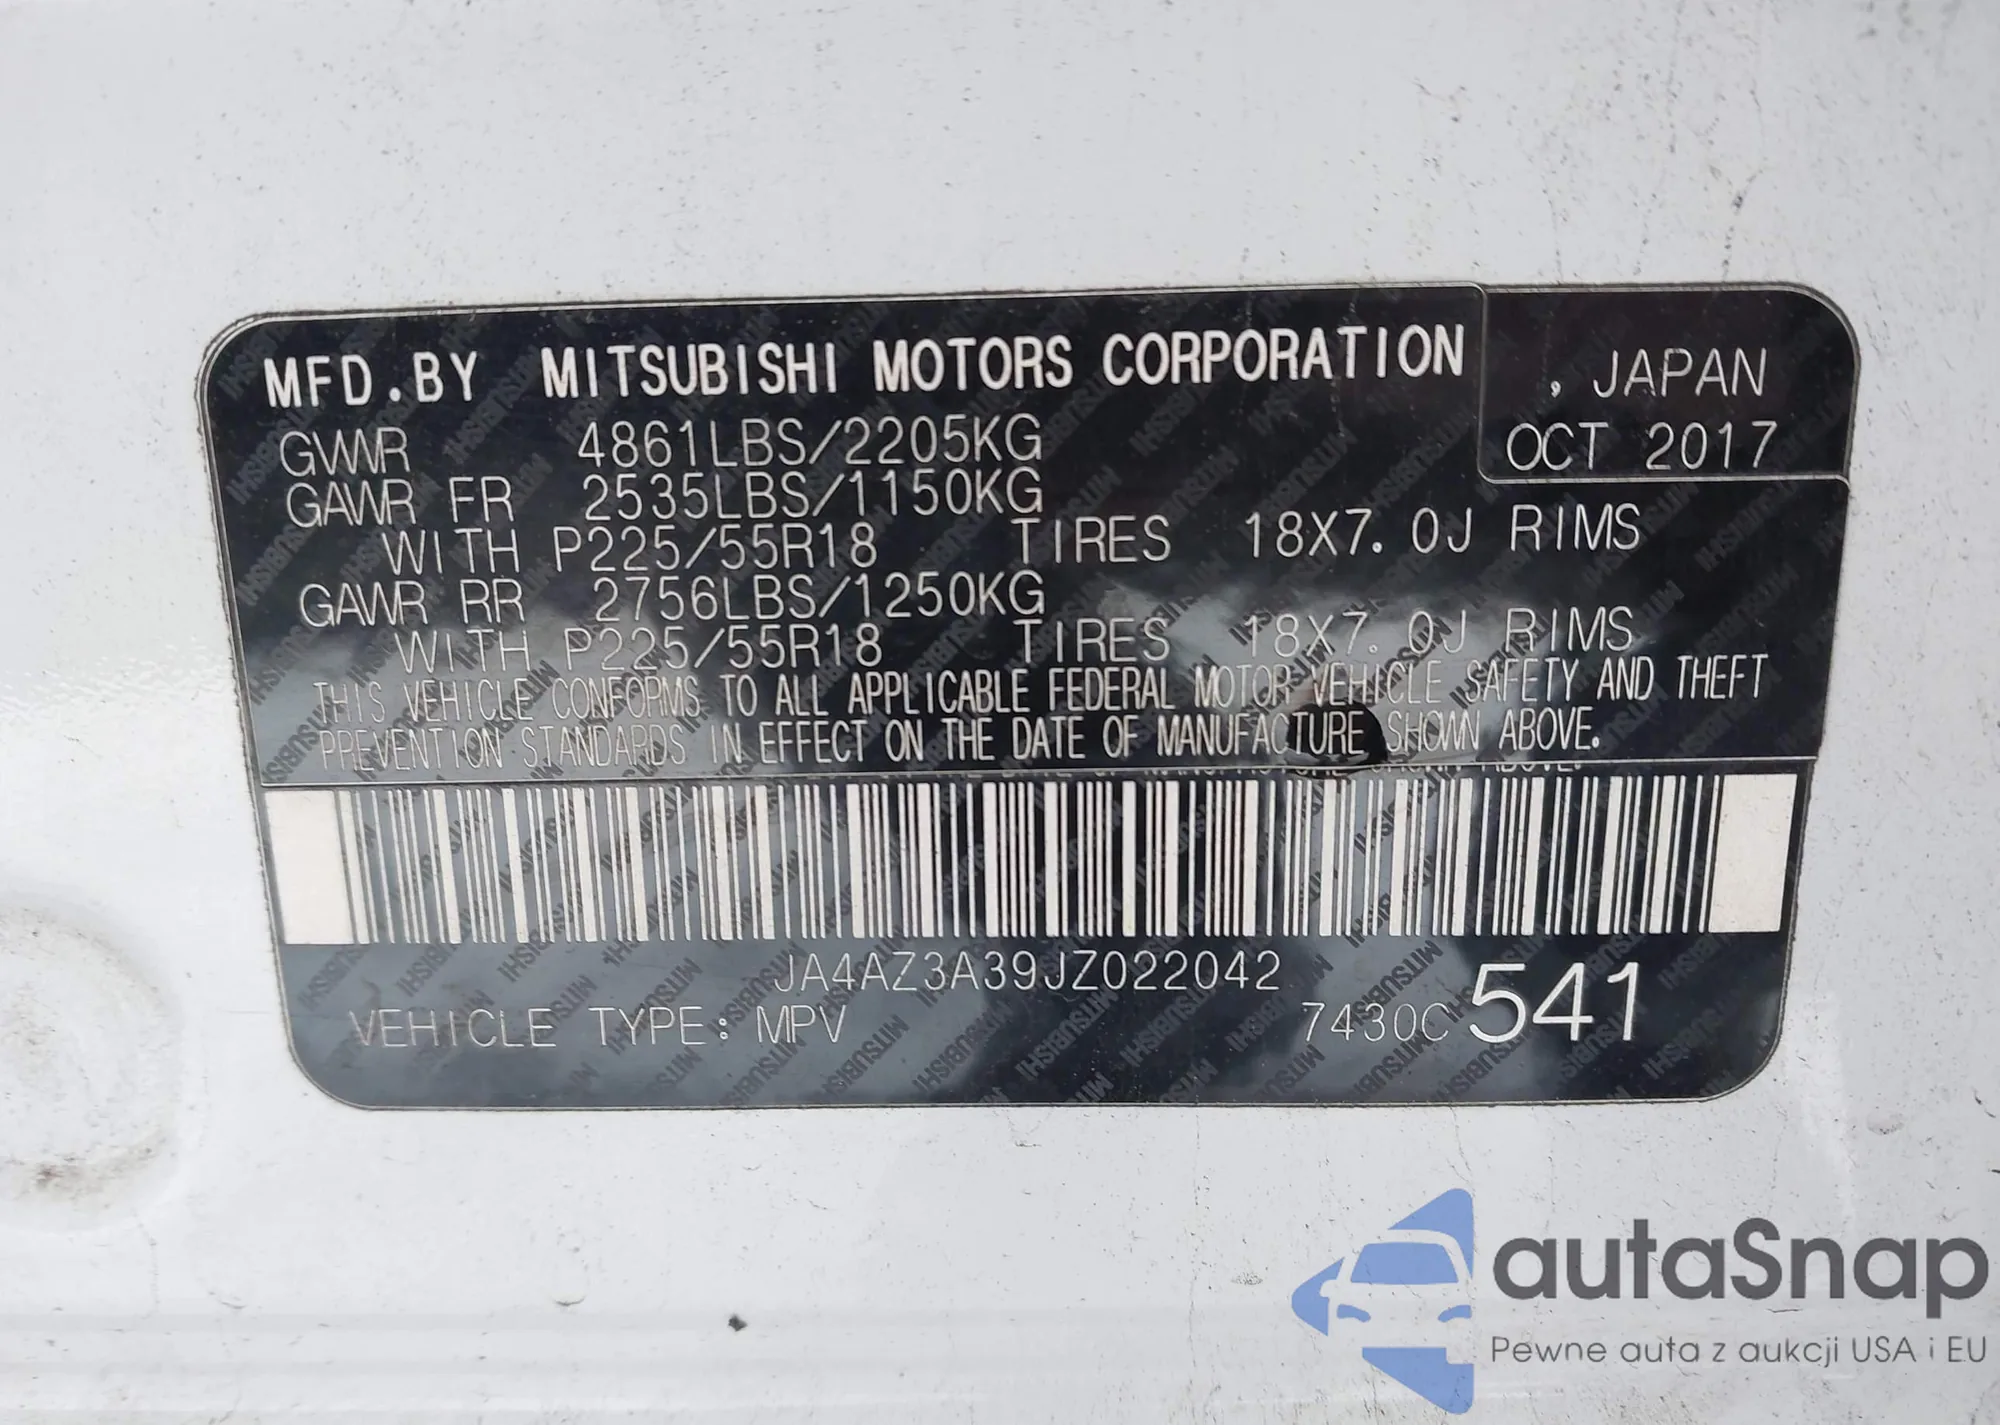 MFD.BY MITSUBISHI MOTORS CORPORATION , JAPAN
OCT 2017
GVWR 4861LBS/2205KG
GAWR FR 2535LBS/1150KG
WITH P225/55R18 TIRES 18X7.0J RIMS
GAWR RR 2756LBS/1250KG
WITH P225/55R18 TIRES 18X7.0J RIMS
THIS VEHICLE CONFORMS TO ALL APPLICABLE FEDERAL MOTOR VEHICLE SAFETY AND THEFT
PREVENTION STANDARDS IN EFFECT ON THE DATE OF MANUFACTURE SHOWN ABOVE.
JA4AZ3A39JZ022042
VEHICLE TYPE: MPV 7430C 541
autaSnap
Pewne auta z aukcji USA i EU